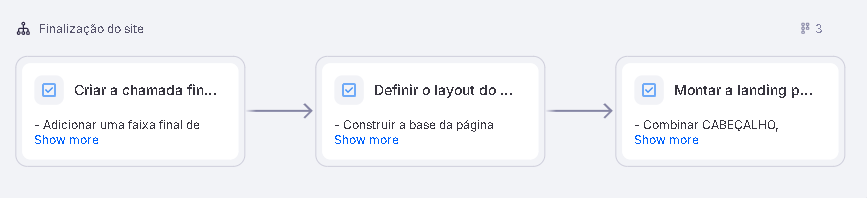 Finalização do site
3
Criar a chamada fin...
- Adicionar uma faixa final de
Show more
Definir o layout do ...
- Construir a base da página
Show more
Montar a landing p...
- Combinar CABEÇALHO,
Show more